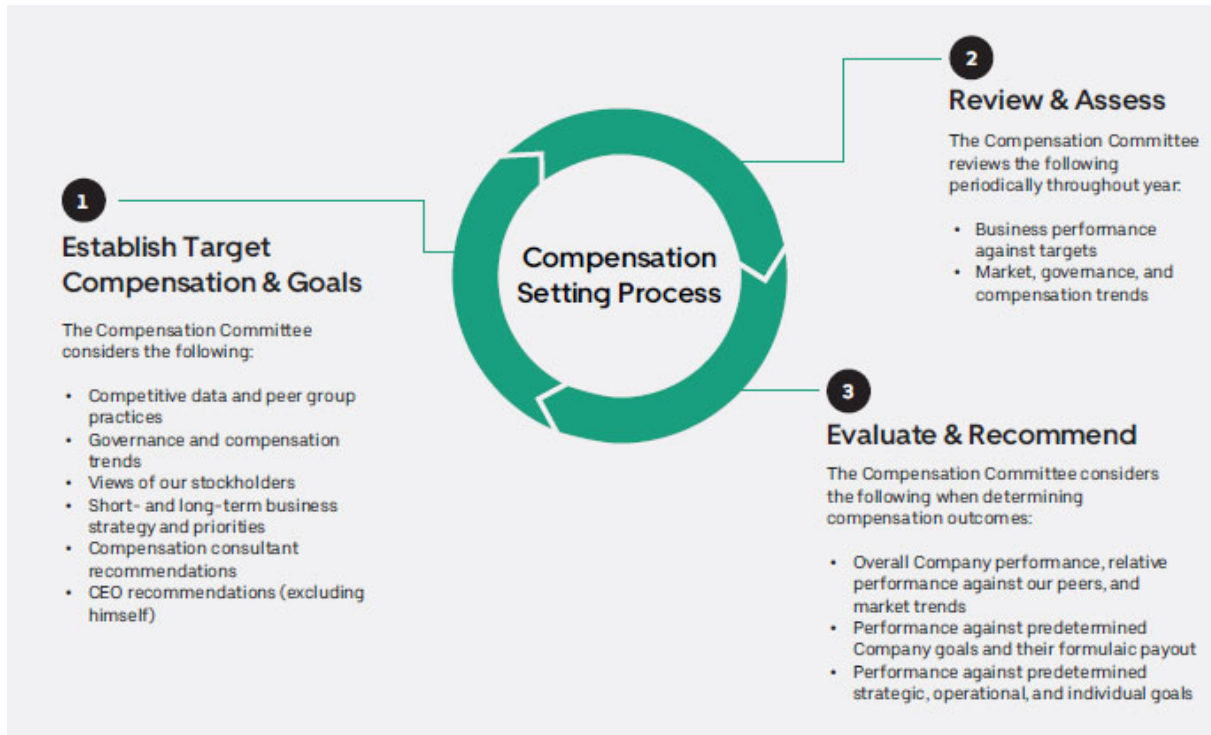 Compensation
Setting Process
1
Establish Target
Compensation & Goals
The Compensation Committee
considers the following:
• Competitive data and peer group
practices
• Governance and compensation
trends
• Views of our stockholders
• Short- and long-term business
strategy and priorities
• Compensation consultant
recommendations
• CEO recommendations (excluding
himself)
2
Review & Assess
The Compensation Committee
reviews the following
periodically throughout year:
• Business performance
against targets
• Market, governance, and
compensation trends
3
Evaluate & Recommend
The Compensation Committee considers
the following when determining
compensation outcomes:
• Overall Company performance, relative
performance against our peers, and
market trends
• Performance against predetermined
Company goals and their formulaic payout
• Performance against predetermined
strategic, operational, and individual goals